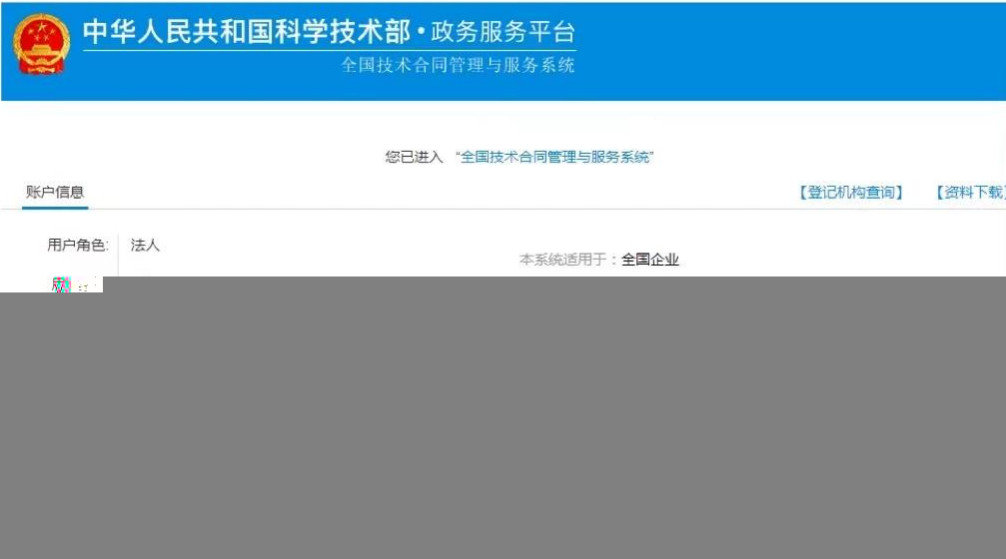 中华人民共和国科学技术部·政务服务平台
全国技术合同管理与服务系统
您已进入 “全国技术合同管理与服务系统”
账户信息 【登记机构查询】 【资料下载】
用户角色: 法人
本系统适用于：全国企业